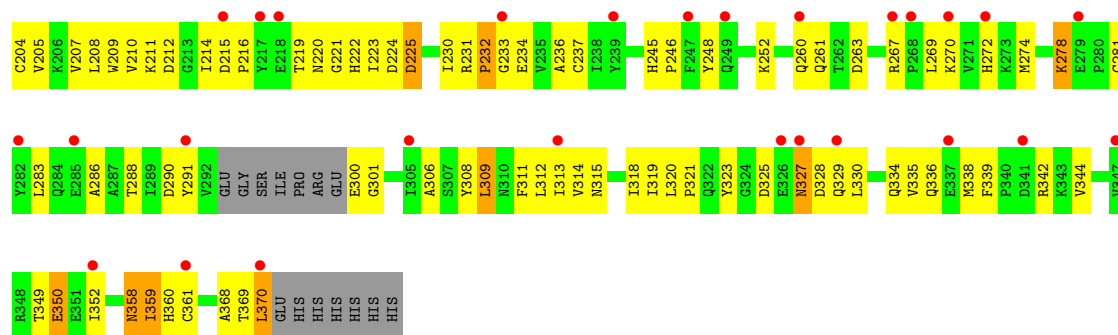 C204 V205 K206 V207 L208 W209 V210 K211 D212 G213 I214 D215 P216 Y217 E218 T219 N220 G221 H222 I223 D224 D225 I230 R231 P232 G233 E234 V235 A236 C237 I238 Y239 H245 P246 F247 Y248 Q249 K252 Q260 Q261 T262 D263 R267 P268 L269 K270 V271 H272 K273 M274 K278 E279 P280
Y282 L283 Q284 E285 A286 A287 T288 I289 D290 Y291 V292 GLU GLY SER ILE PRO ARG GLU E300 G301 I305 A306 S307 Y308 L309 N310 F311 L312 I313 V314 N315 I318 I319 L320 P321 Q322 Y323 G324 D325 E326 N327 D328 Q329 L330 Q334 V335 Q336 E337 M338 F339 P340 D341 R342 K343 V344 V347
R348 T349 E350 E351 I352 N358 I359 H360 C361 A368 T369 L370 GLU HIS HIS HIS HIS HIS HIS